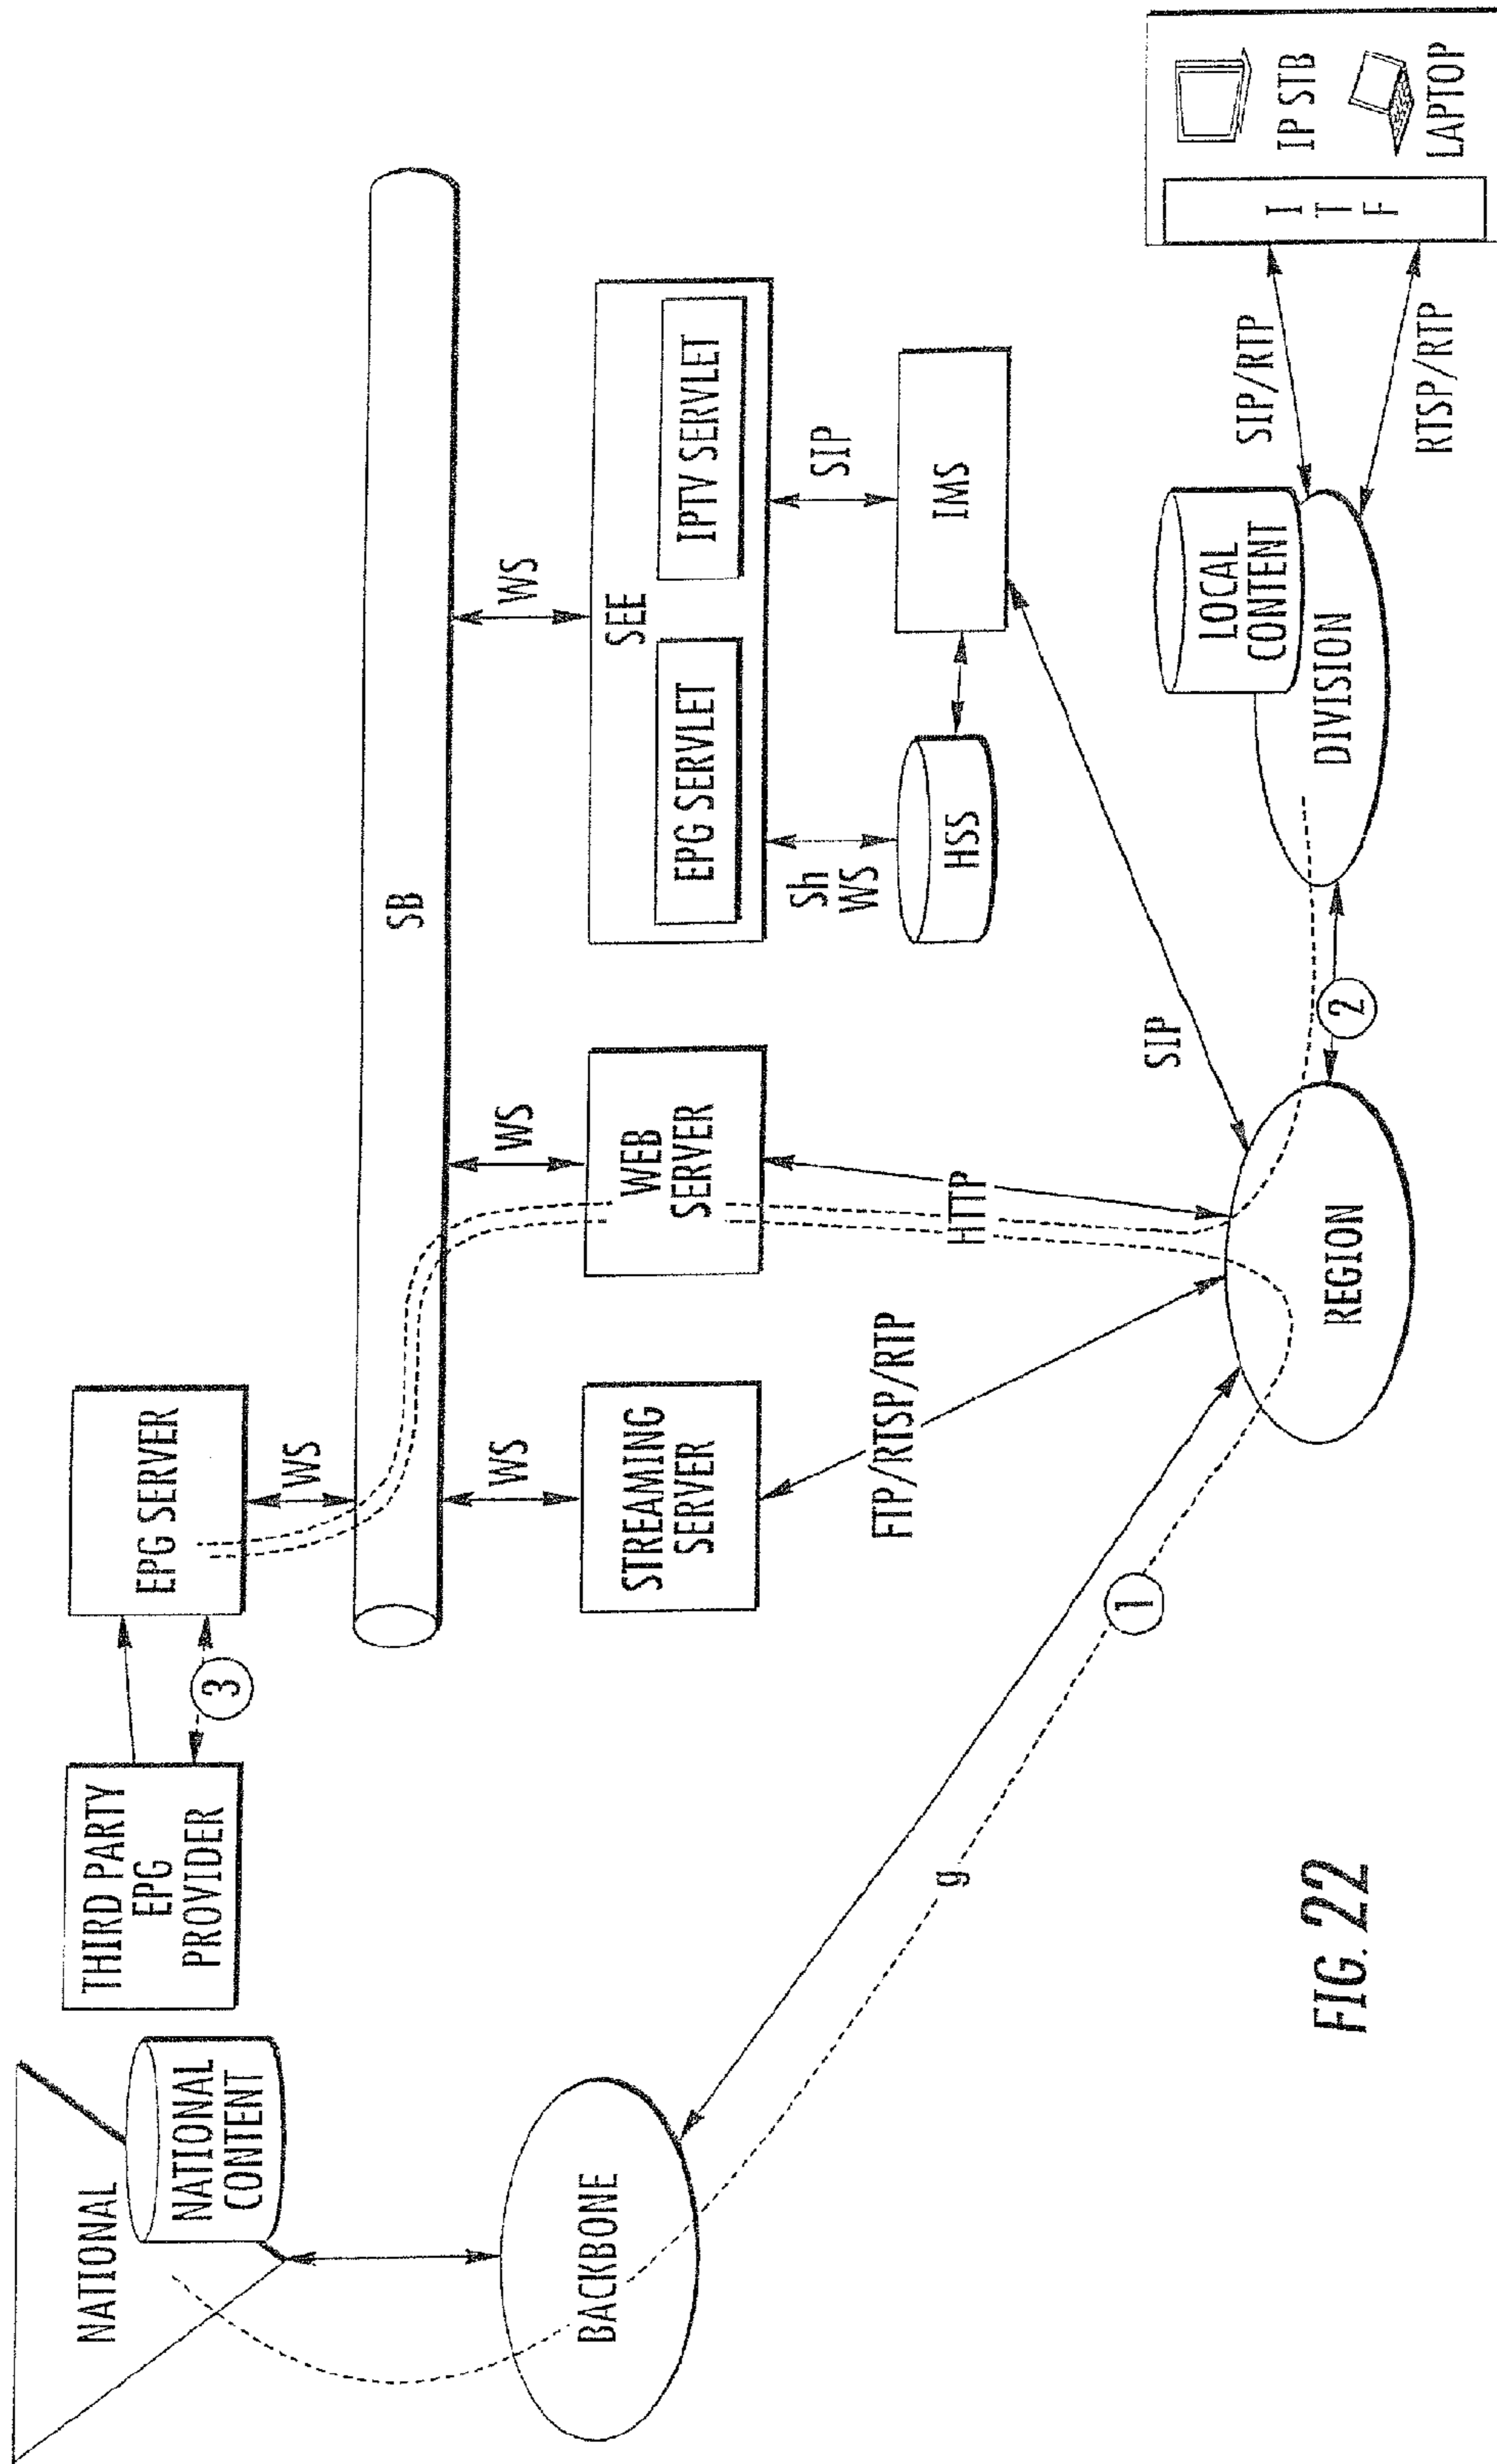 NATIONAL
NATIONAL
CONTENT
THIRD PARTY
EPG
PROVIDER
3
EPG SERVER
WS
SB
BACKBONE
WS
WS
WS
STREAMING
SERVER
WEB
SERVER
SEE
EPG SERVLET
IPTV SERVLET
Sh
WS
SIP
HSS
IMS
g
1
FTP/RTSP/RTP
HTTP
SIP
REGION
2
LOCAL
CONTENT
DIVISION
SIP/RTP
RTSP/RTP
I
T
F
IP STB
LAPTOP
FIG. 22